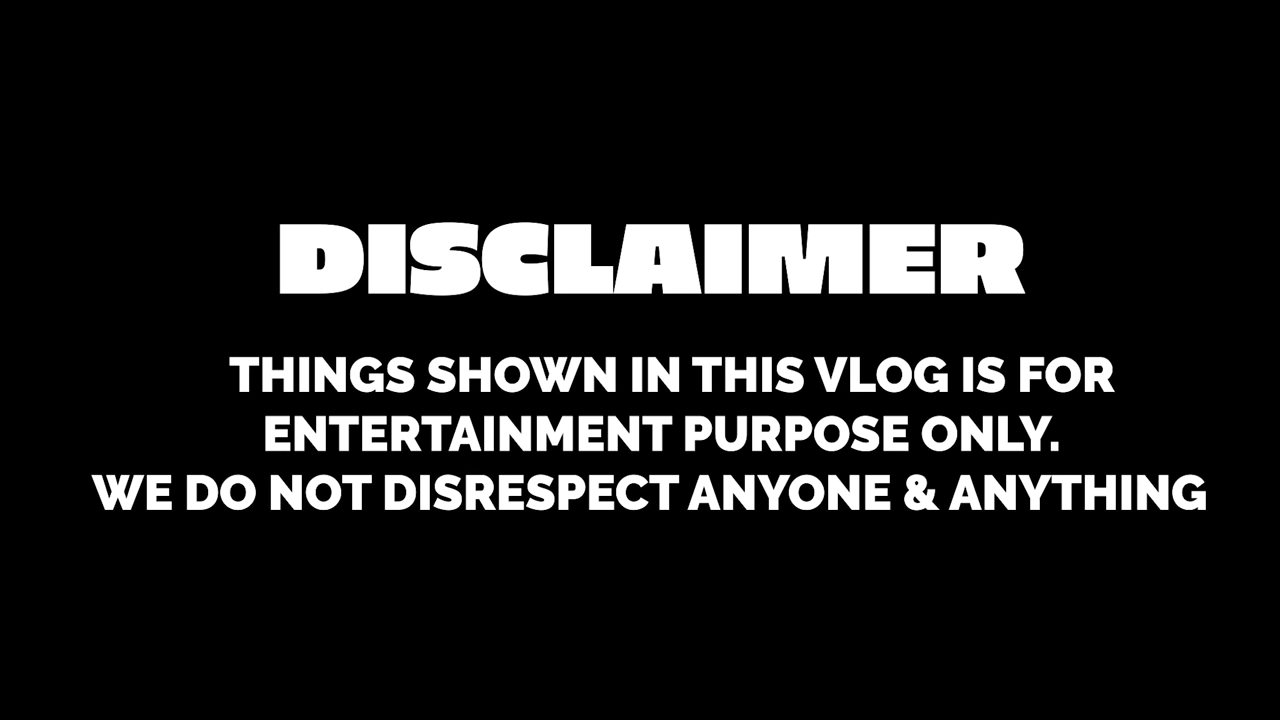 DISCLAIMER
THINGS SHOWN IN THIS VLOG IS FOR
ENTERTAINMENT PURPOSE ONLY.
WE DO NOT DISRESPECT ANYONE & ANYTHING